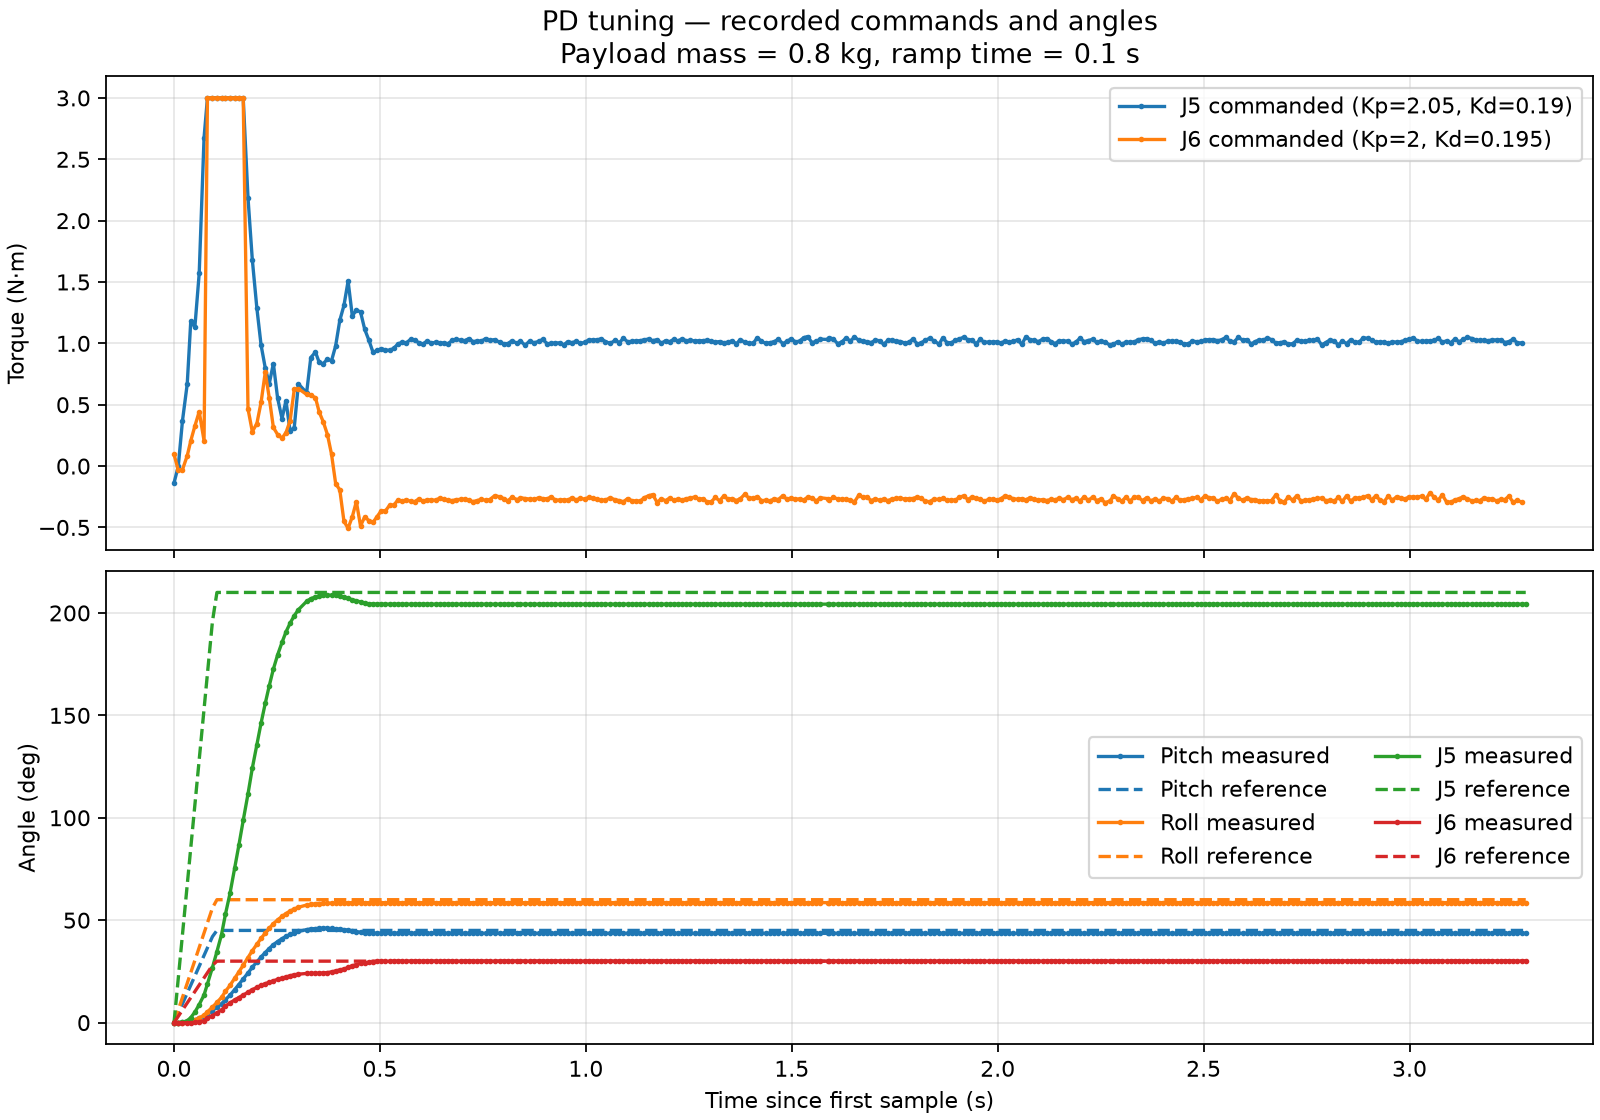 PD tuning — recorded commands and angles
Payload mass = 0.8 kg, ramp time = 0.1 s
Torque (N·m)
3.0
2.5
2.0
1.5
1.0
0.5
0.0
−0.5
J5 commanded (Kp=2.05, Kd=0.19)
J6 commanded (Kp=2, Kd=0.195)
Angle (deg)
200
150
100
50
0
Pitch measured
Pitch reference
Roll measured
Roll reference
J5 measured
J5 reference
J6 measured
J6 reference
0.0 0.5 1.0 1.5 2.0 2.5 3.0
Time since first sample (s)